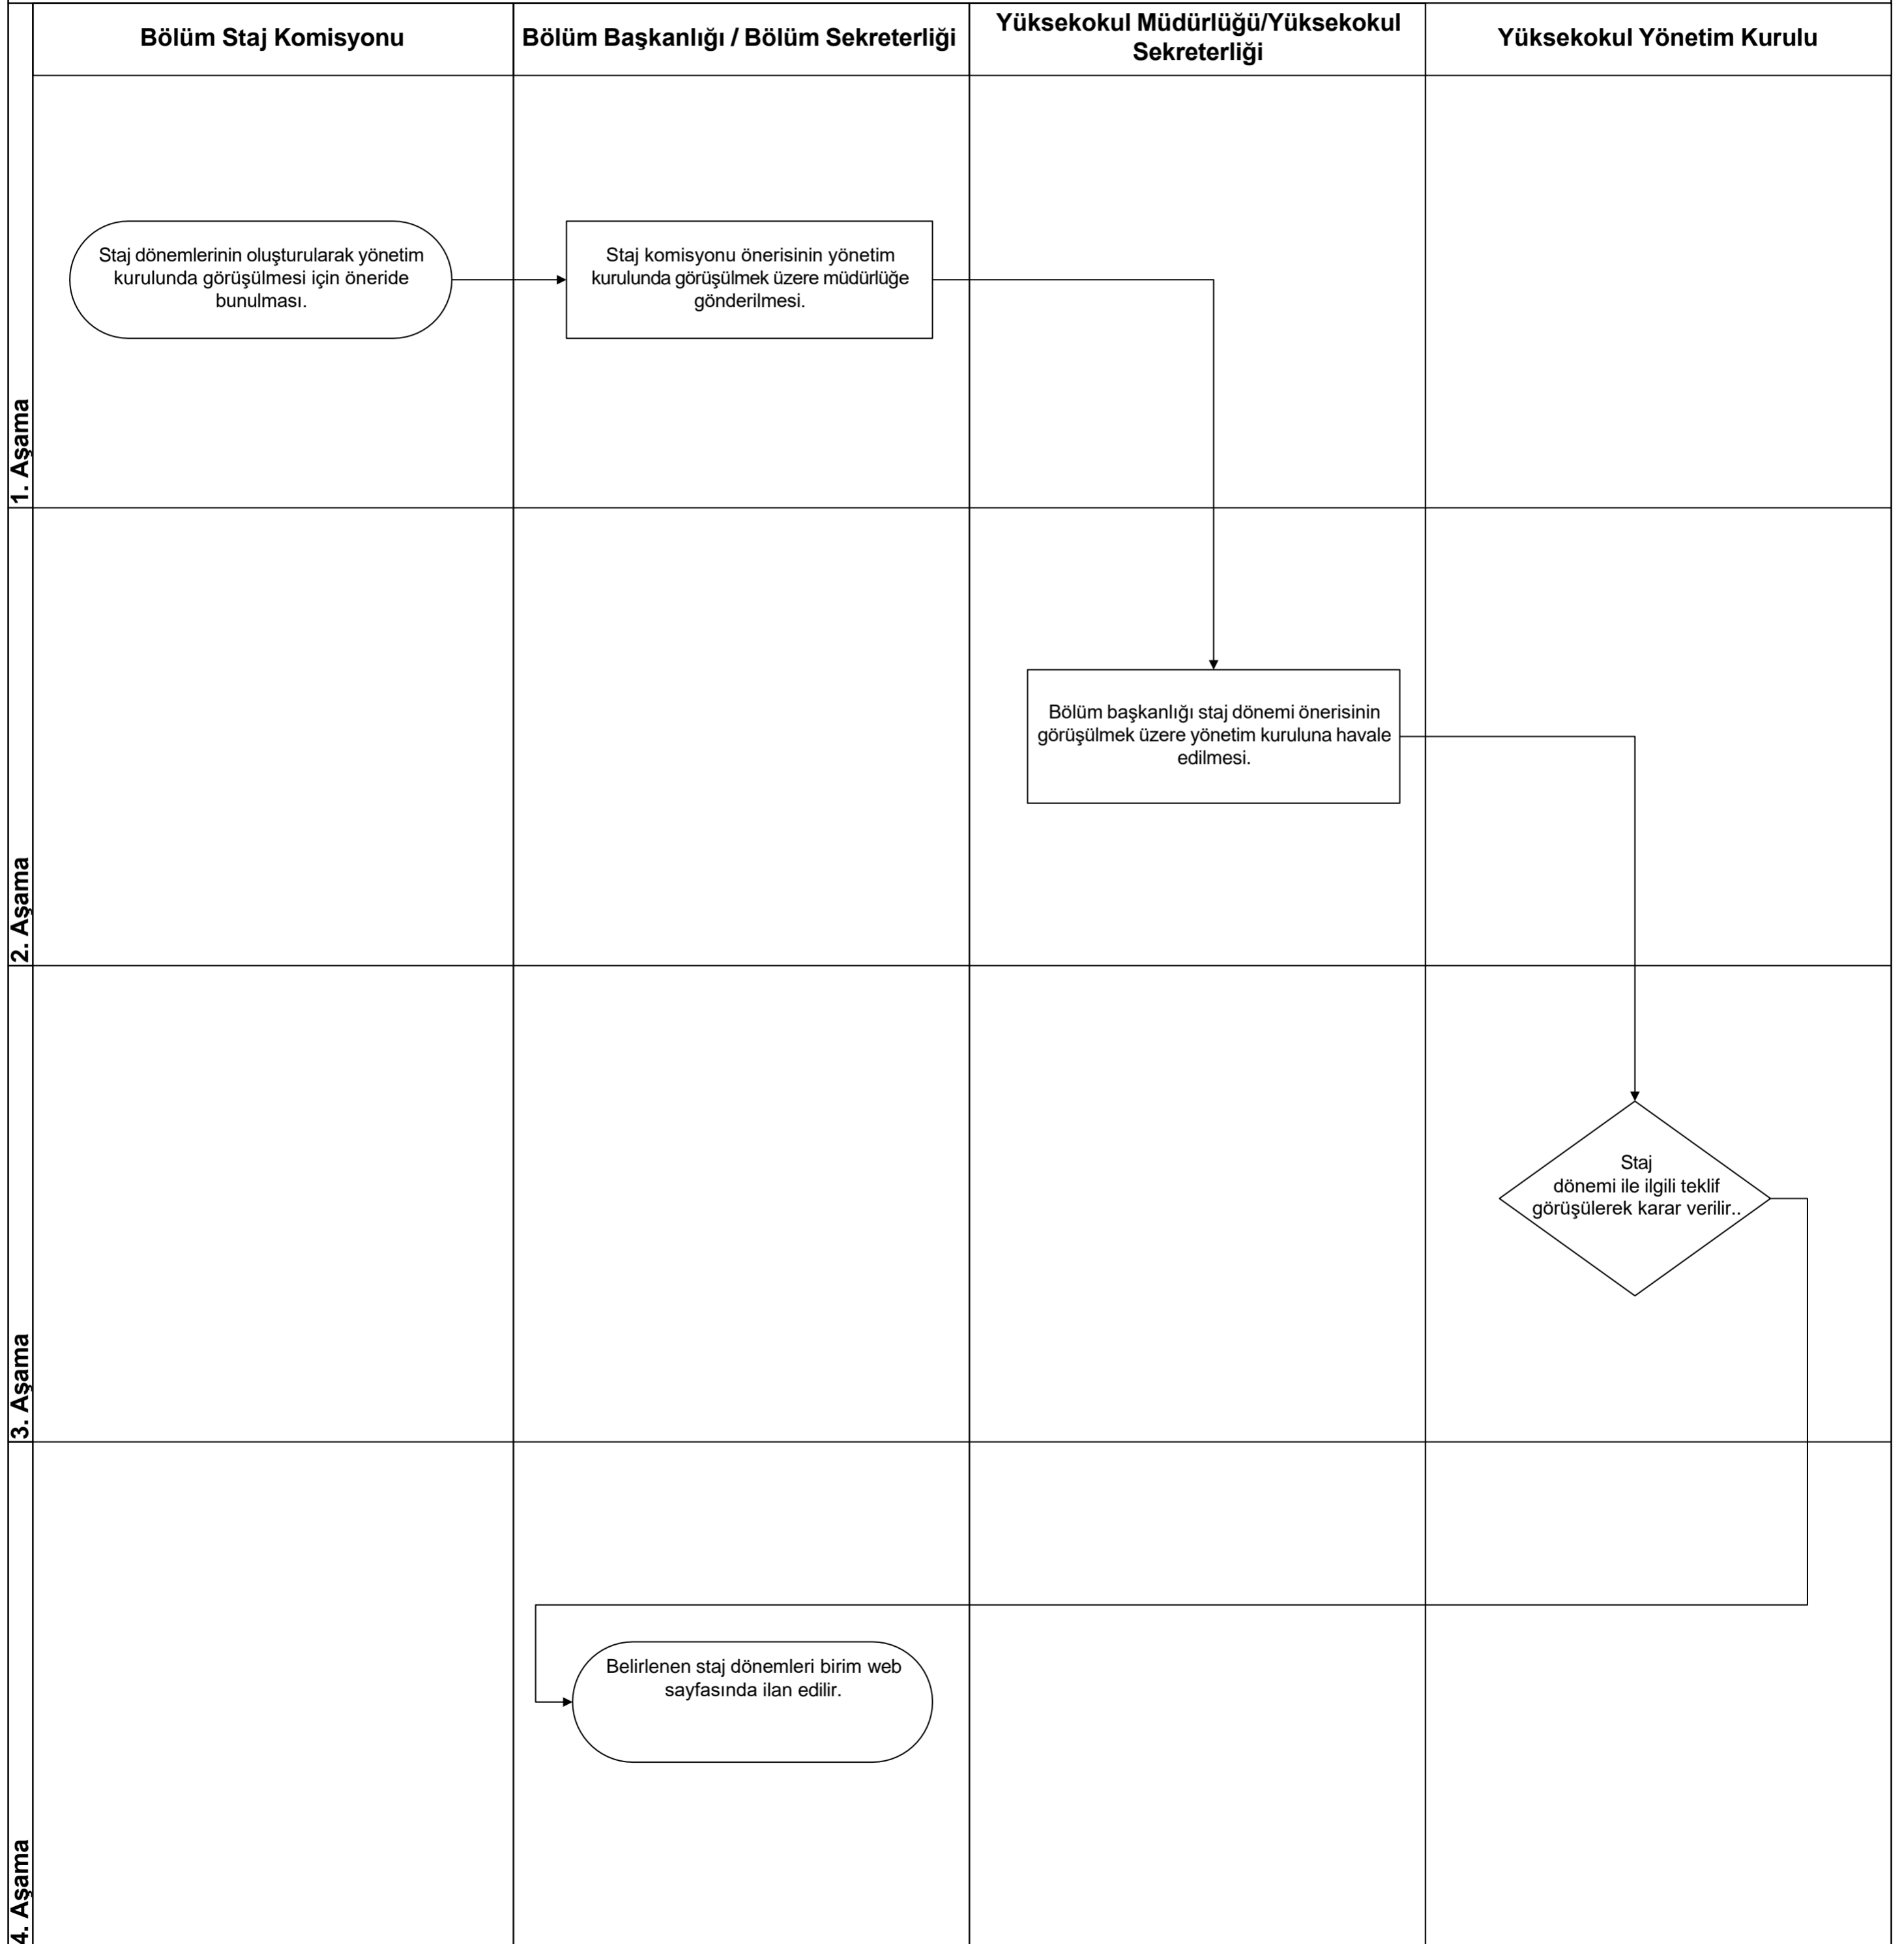 Bölüm Staj Komisyonu
Bölüm Başkanlığı / Bölüm Sekreterliği
Yüksekokul Müdürlüğü/Yüksekokul
Sekreterliği
Yüksekokul Yönetim Kurulu
1. Aşama
Staj dönemlerinin oluşturularak yönetim
kurulunda görüşülmesi için öneride
bunulması.
Staj komisyonu önerisinin yönetim
kurulunda görüşülmek üzere müdürlüğe
gönderilmesi.
2. Aşama
Bölüm başkanlığı staj dönemi önerisinin
görüşülmek üzere yönetim kuruluna havale
edilmesi.
3. Aşama
Staj
dönemi ile ilgili teklif
görüşülerek karar verilir..
4. Aşama
Belirlenen staj dönemleri birim web
sayfasında ilan edilir.